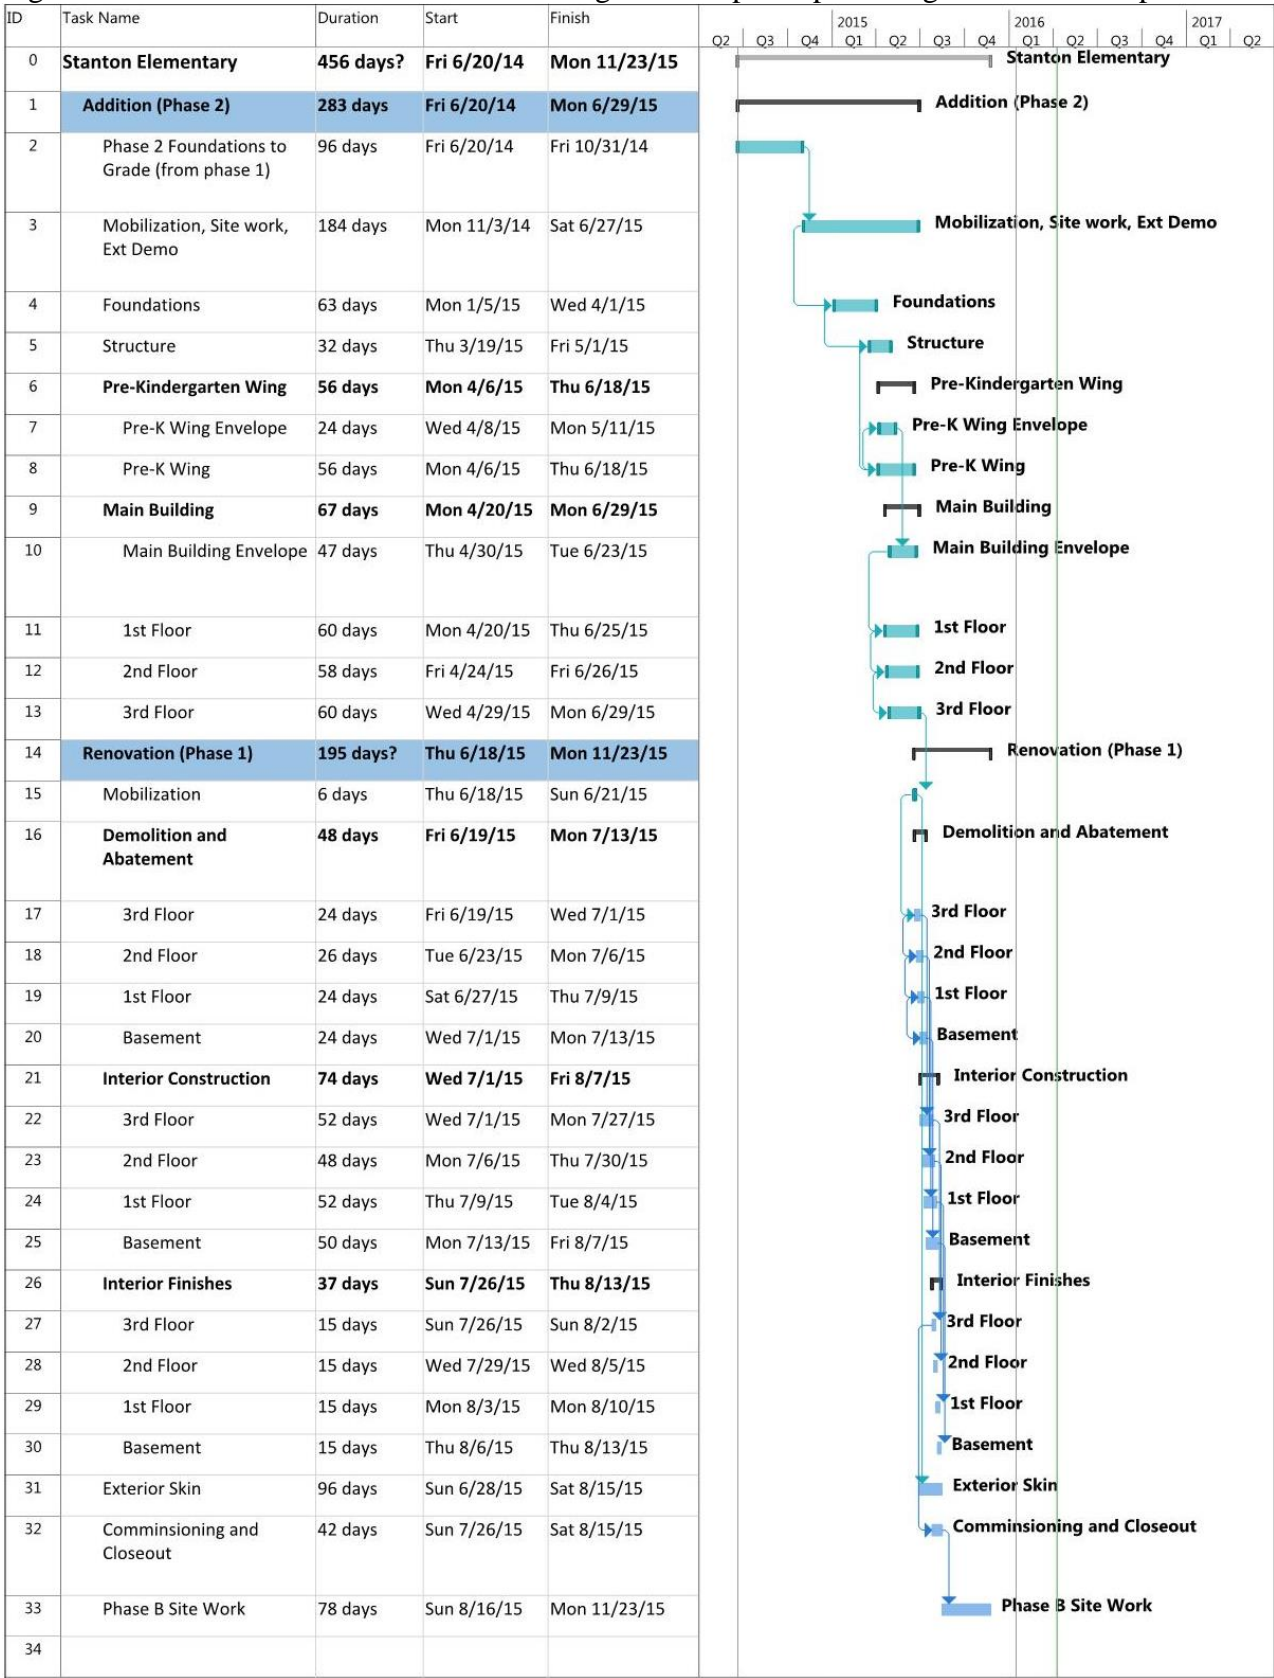 ID Task Name Duration Start Finish 2015 2016 2017
Q2 Q3 Q4 Q1 Q2 Q3 Q4 Q1 Q2 Q3 Q4 Q1 Q2
0 Stanton Elementary 456 days? Fri 6/20/14 Mon 11/23/15 Stanton Elementary
1 Addition (Phase 2) 283 days Fri 6/20/14 Mon 6/29/15 Addition (Phase 2)
2 Phase 2 Foundations to 96 days Fri 6/20/14 Fri 10/31/14
Grade (from phase 1)
3 Mobilization, Site work, 184 days Mon 11/3/14 Sat 6/27/15 Mobilization, Site work, Ext Demo
Ext Demo
4 Foundations 63 days Mon 1/5/15 Wed 4/1/15 Foundations
5 Structure 32 days Thu 3/19/15 Fri 5/1/15 Structure
6 Pre-Kindergarten Wing 56 days Mon 4/6/15 Thu 6/18/15 Pre-Kindergarten Wing
7 Pre-K Wing Envelope 24 days Wed 4/8/15 Mon 5/11/15 Pre-K Wing Envelope
8 Pre-K Wing 56 days Mon 4/6/15 Thu 6/18/15 Pre-K Wing
9 Main Building 67 days Mon 4/20/15 Mon 6/29/15 Main Building
10 Main Building Envelope 47 days Thu 4/30/15 Tue 6/23/15 Main Building Envelope
11 1st Floor 60 days Mon 4/20/15 Thu 6/25/15 1st Floor
12 2nd Floor 58 days Fri 4/24/15 Fri 6/26/15 2nd Floor
13 3rd Floor 60 days Wed 4/29/15 Mon 6/29/15 3rd Floor
14 Renovation (Phase 1) 195 days? Thu 6/18/15 Mon 11/23/15 Renovation (Phase 1)
15 Mobilization 6 days Thu 6/18/15 Sun 6/21/15
16 Demolition and 48 days Fri 6/19/15 Mon 7/13/15 Demolition and Abatement
Abatement
17 3rd Floor 24 days Fri 6/19/15 Wed 7/1/15 3rd Floor
18 2nd Floor 26 days Tue 6/23/15 Mon 7/6/15 2nd Floor
19 1st Floor 24 days Sat 6/27/15 Thu 7/9/15 1st Floor
20 Basement 24 days Wed 7/1/15 Mon 7/13/15 Basement
21 Interior Construction 74 days Wed 7/1/15 Fri 8/7/15 Interior Construction
22 3rd Floor 52 days Wed 7/1/15 Mon 7/27/15 3rd Floor
23 2nd Floor 48 days Mon 7/6/15 Thu 7/30/15 2nd Floor
24 1st Floor 52 days Thu 7/9/15 Tue 8/4/15 1st Floor
25 Basement 50 days Mon 7/13/15 Fri 8/7/15 Basement
26 Interior Finishes 37 days Sun 7/26/15 Thu 8/13/15 Interior Finishes
27 3rd Floor 15 days Sun 7/26/15 Sun 8/2/15 3rd Floor
28 2nd Floor 15 days Wed 7/29/15 Wed 8/5/15 2nd Floor
29 1st Floor 15 days Mon 8/3/15 Mon 8/10/15 1st Floor
30 Basement 15 days Thu 8/6/15 Thu 8/13/15 Basement
31 Exterior Skin 96 days Sun 6/28/15 Sat 8/15/15 Exterior Skin
32 Comminsioning and 42 days Sun 7/26/15 Sat 8/15/15 Comminsioning and Closeout
Closeout
33 Phase B Site Work 78 days Sun 8/16/15 Mon 11/23/15 Phase B Site Work
34